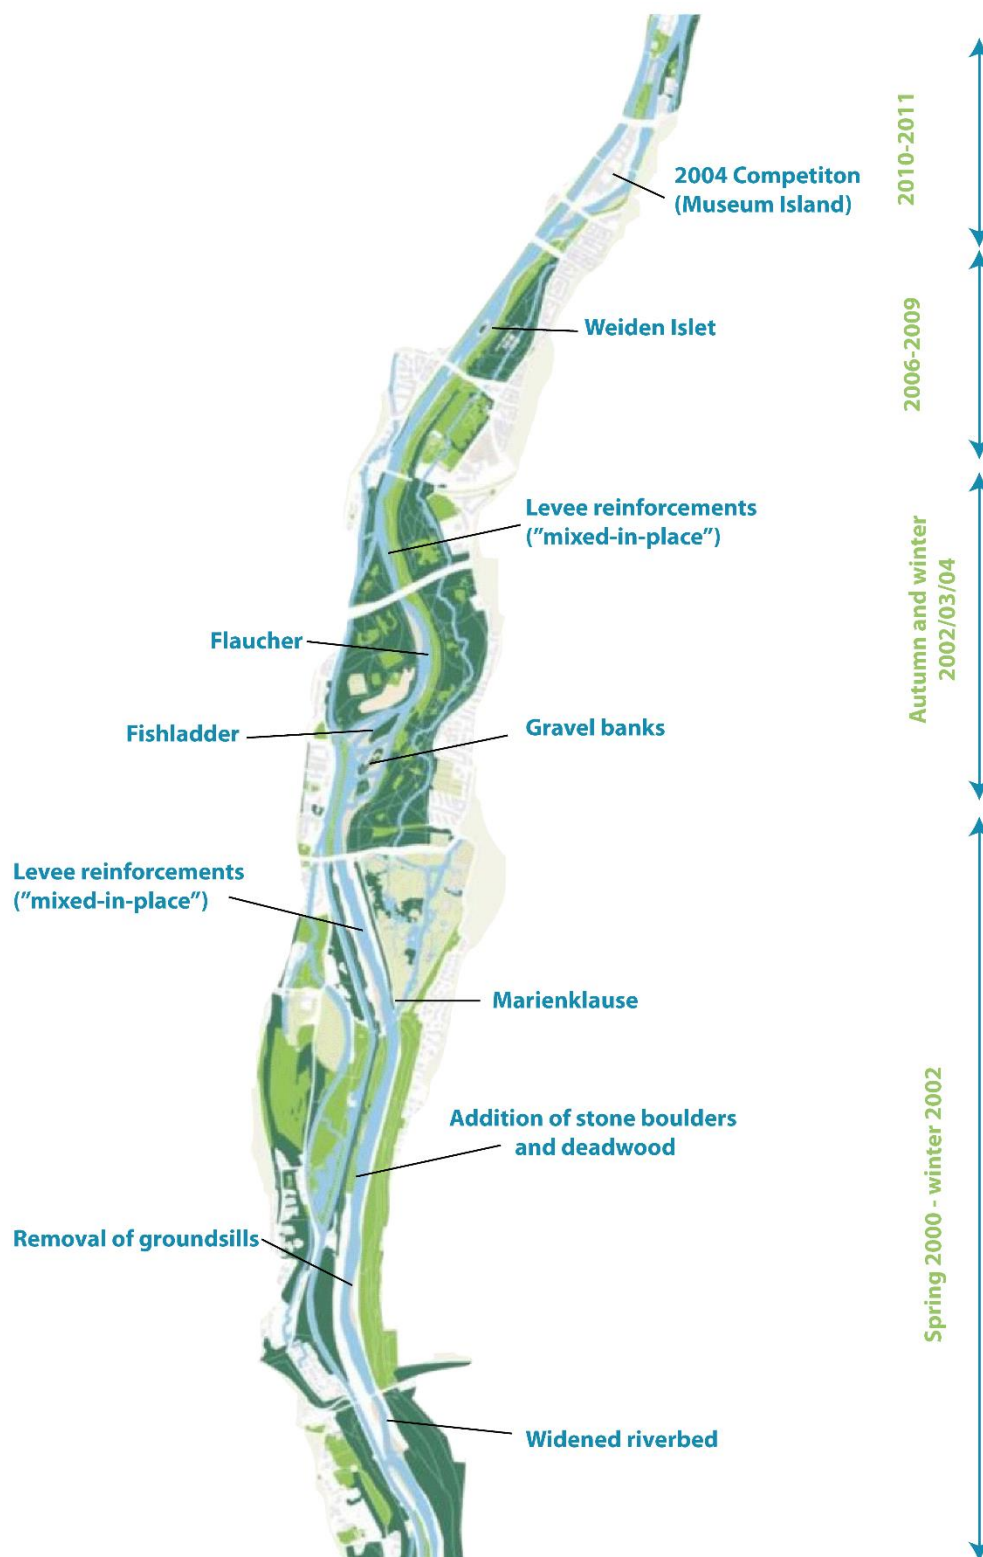 2010-2011
2004 Competiton
(Museum Island)
2006-2009
Weiden Islet
Autumn and winter
2002/03/04
Levee reinforcements
(”mixed-in-place”)
Flaucher
Fishladder
Gravel banks
Levee reinforcements
(”mixed-in-place”)
Marienklause
Spring 2000 - winter 2002
Addition of stone boulders
and deadwood
Removal of groundsills
Widened riverbed